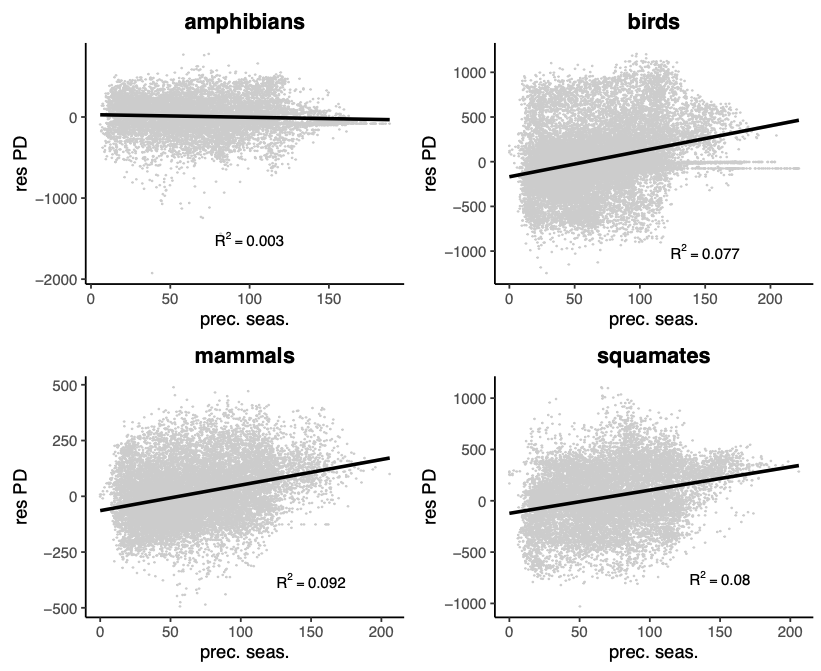 amphibians
res PD
0
−1000
−2000
R² = 0.003
0 50 100 150
prec. seas.
birds
res PD
1000
500
0
−500
−1000
R² = 0.077
0 50 100 150 200
prec. seas.
mammals
res PD
500
250
0
−250
−500
R² = 0.092
0 50 100 150 200
prec. seas.
squamates
res PD
1000
500
0
−500
−1000
R² = 0.08
0 50 100 150 200
prec. seas.